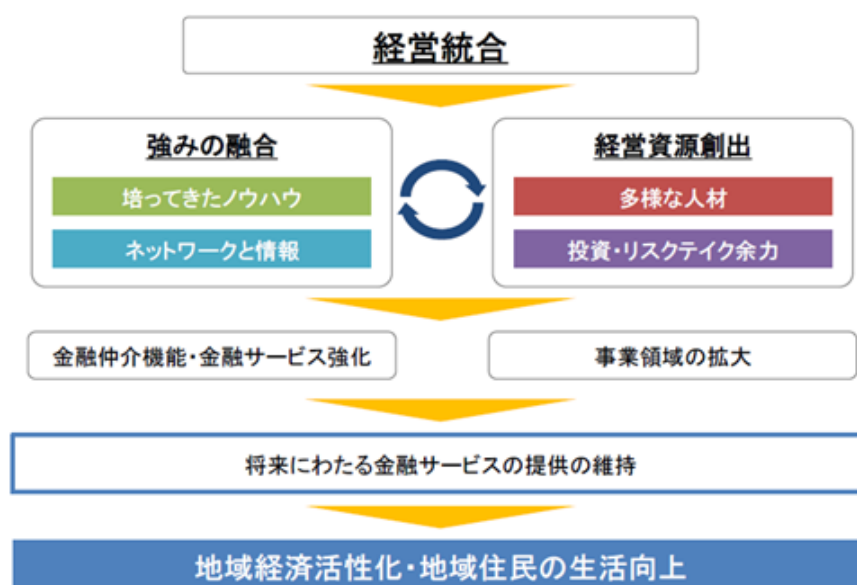 経営統合
強みの融合
培ってきたノウハウ
ネットワークと情報
経営資源創出
多様な人材
投資・リスクテイク余力
金融仲介機能・金融サービス強化
事業領域の拡大
将来にわたる金融サービスの提供の維持
地域経済活性化・地域住民の生活向上